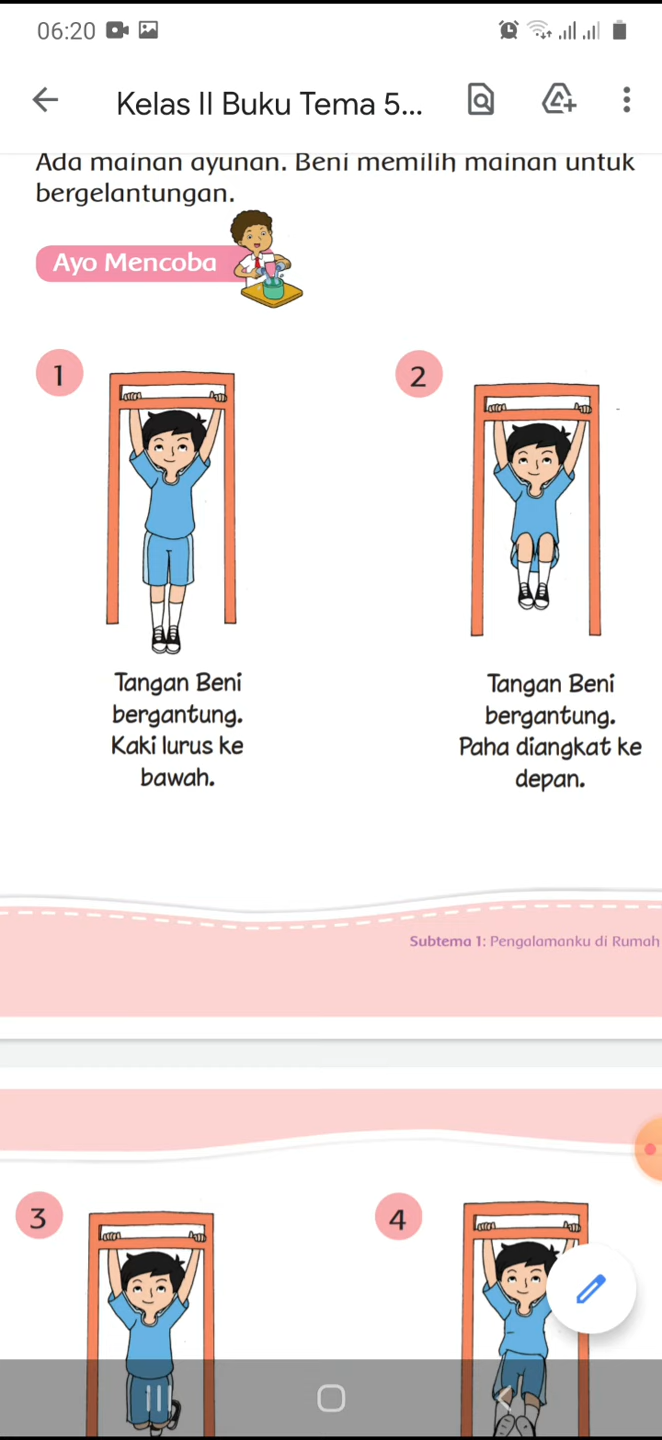 06:20
Kelas II Buku Tema 5...
Ada mainan ayunan. Beni memilih mainan untuk
bergelantungan.
Ayo Mencoba
1
2
Tangan Beni
bergantung.
Kaki lurus ke
bawah.
Tangan Beni
bergantung.
Paha diangkat ke
depan.
Subtema 1: Pengalamanku di Rumah
3
4